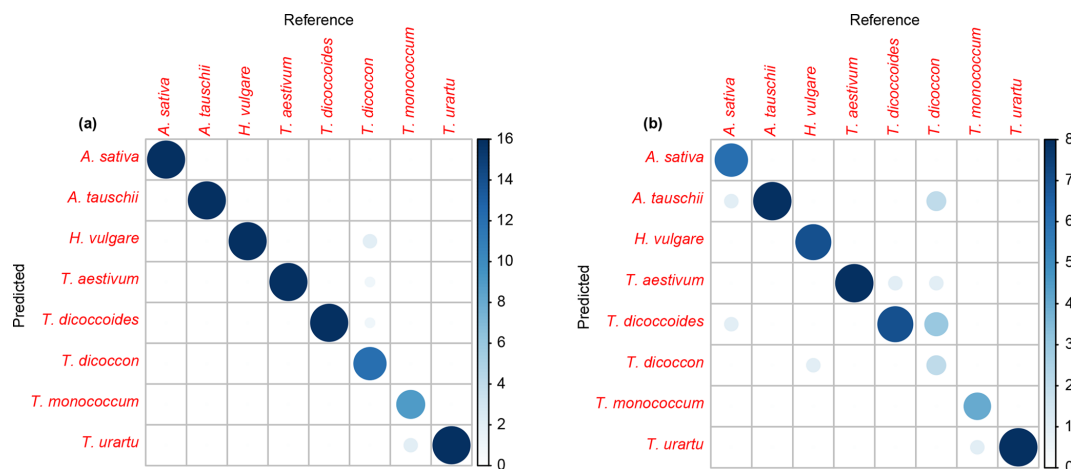 Reference
A. sativa
A. tauschii
H. vulgare
T. aestivum
T. dicoccoides
T. dicoccon
T. monococcum
T. urartu
(a)
Predicted
A. sativa
A. tauschii
H. vulgare
T. aestivum
T. dicoccoides
T. dicoccon
T. monococcum
T. urartu
16
14
12
10
8
6
4
2
0
Reference
A. sativa
A. tauschii
H. vulgare
T. aestivum
T. dicoccoides
T. dicoccon
T. monococcum
T. urartu
(b)
Predicted
A. sativa
A. tauschii
H. vulgare
T. aestivum
T. dicoccoides
T. dicoccon
T. monococcum
T. urartu
8
7
6
5
4
3
2
1
0